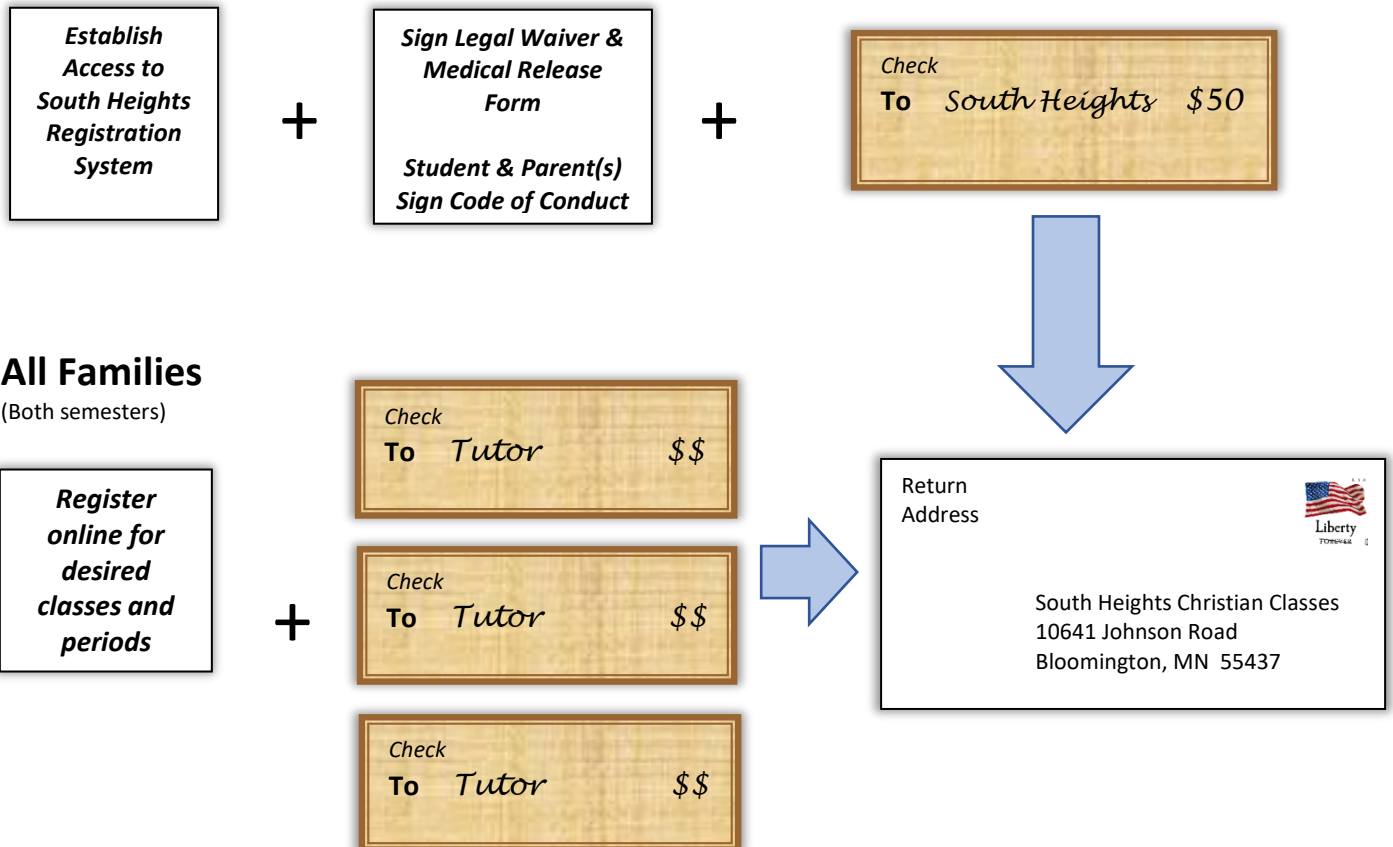 Establish
Access to
South Heights
Registration
System
+
Sign Legal Waiver &
Medical Release
Form
Student & Parent(s)
Sign Code of Conduct
+
Check
To South Heights $50
All Families
(Both semesters)
Register
online for
desired
classes and
periods
+
Check
To Tutor $$
Check
To Tutor $$
Check
To Tutor $$
Return
Address
USA
Liberty
FOREVER
South Heights Christian Classes
10641 Johnson Road
Bloomington, MN 55437